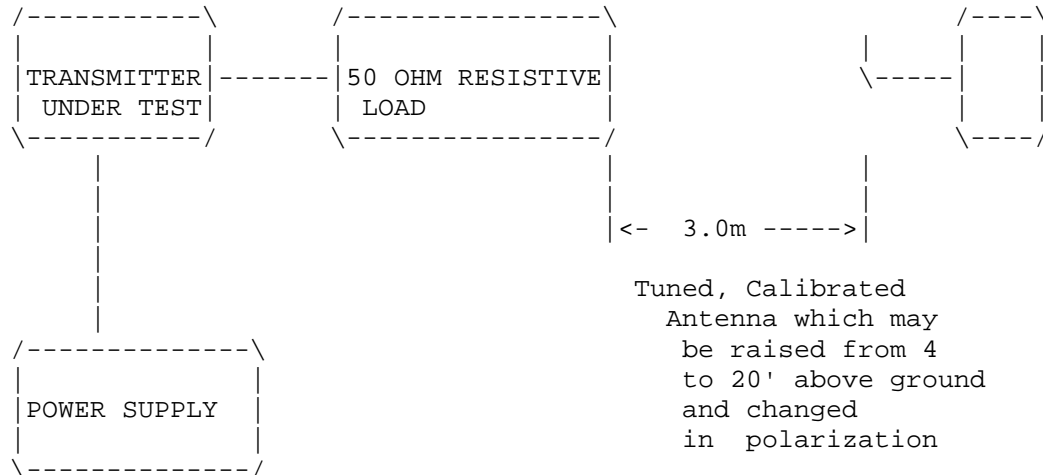 TRANSMITTER
UNDER TEST
50 OHM RESISTIVE
LOAD
<- 3.0m ----->
Tuned, Calibrated
Antenna which may
be raised from 4
to 20' above ground
and changed
in polarization
POWER SUPPLY